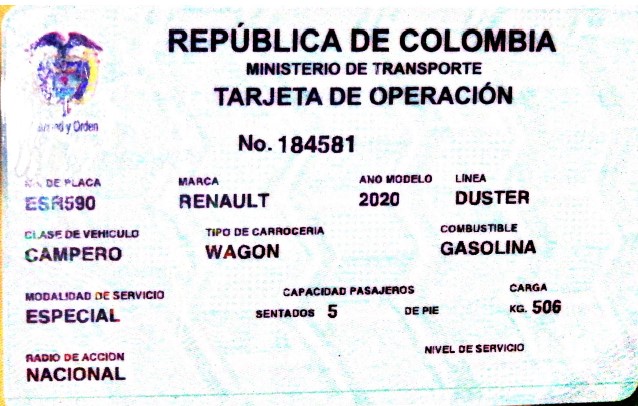 REPÚBLICA DE COLOMBIA
MINISTERIO DE TRANSPORTE
TARJETA DE OPERACIÓN
y Orden
No. 184581
DE PLACA MARCA ANO MODELO LINEA
ESR590 RENAULT 2020 DUSTER
CLASE DE VEHICULO TIPO DE CARROCERIA COMBUSTIBLE
CAMPERO WAGON GASOLINA
MODALIDAD DE SERVICIO CAPACIDAD PASAJEROS CARGA
ESPECIAL SENTADOS 5 DE PIE KG. 506
RADIO DE ACCION NIVEL DE SERVICIO
NACIONAL